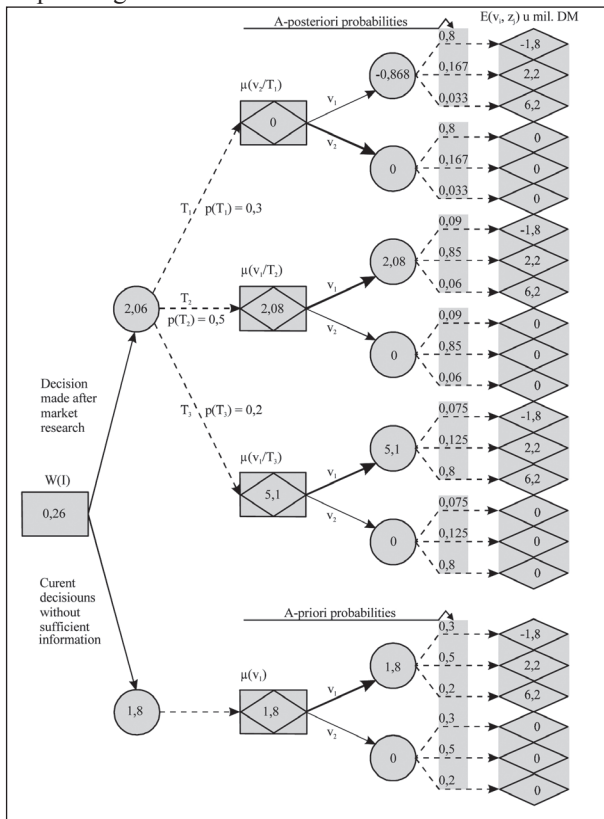 A-posteriori probabilities
E(vᵢ, zⱼ) u mil. DM
μ(v₂/T₁)
0
v₁
v₂
-0,868
0
0,8
0,167
0,033
0,8
0,167
0,033
-1,8
2,2
6,2
0
0
0
T₁ p(T₁) = 0,3
2,06
T₂
p(T₂) = 0,5
μ(v₁/T₂)
2,08
v₁
v₂
2,08
0
0,09
0,85
0,06
0,09
0,85
0,06
-1,8
2,2
6,2
0
0
0
T₃ p(T₃) = 0,2
μ(v₁/T₃)
5,1
v₁
v₂
5,1
0
0,075
0,125
0,8
0,075
0,125
0,8
-1,8
2,2
6,2
0
0
0
Decision
made after
market
research
W(I)
0,26
Curent
decisiouns
without
sufficient
information
A-priori probabilities
1,8
μ(v₁)
1,8
v₁
v₂
1,8
0
0,3
0,5
0,2
0,3
0,5
0,2
-1,8
2,2
6,2
0
0
0